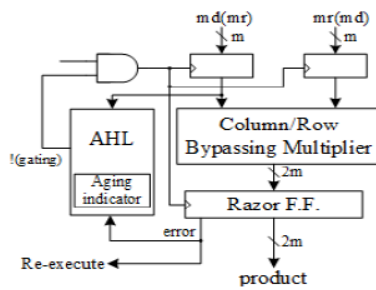 md(mr)
mr(md)
m
m
AHL
Column/Row
Bypassing Multiplier
!(gating)
Aging
indicator
2m
Razor F.F.
error
2m
Re-execute
product